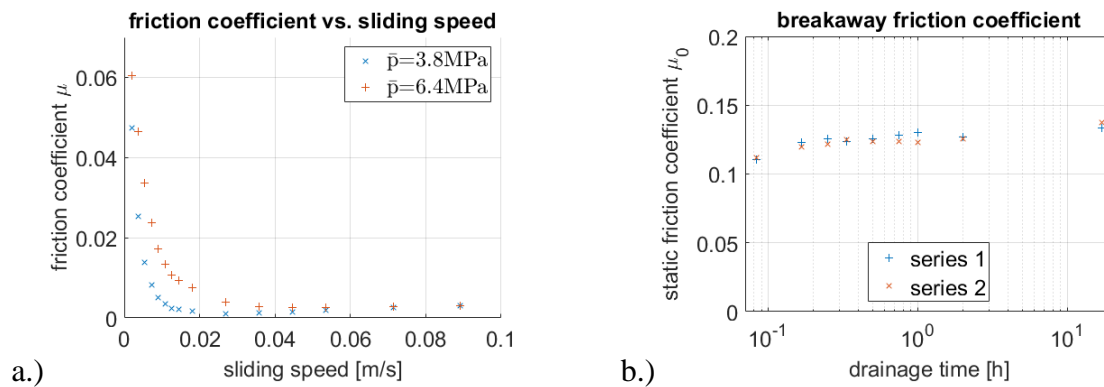 friction coefficient vs. sliding speed
friction coefficient μ
0.06
0.04
0.02
0
p̄=3.8MPa
p̄=6.4MPa
0 0.02 0.04 0.06 0.08 0.1
sliding speed [m/s]
a.)
breakaway friction coefficient
static friction coefficient μ₀
0.2
0.15
0.1
0.05
0
series 1
series 2
10⁻¹ 10⁰ 10¹
drainage time [h]
b.)